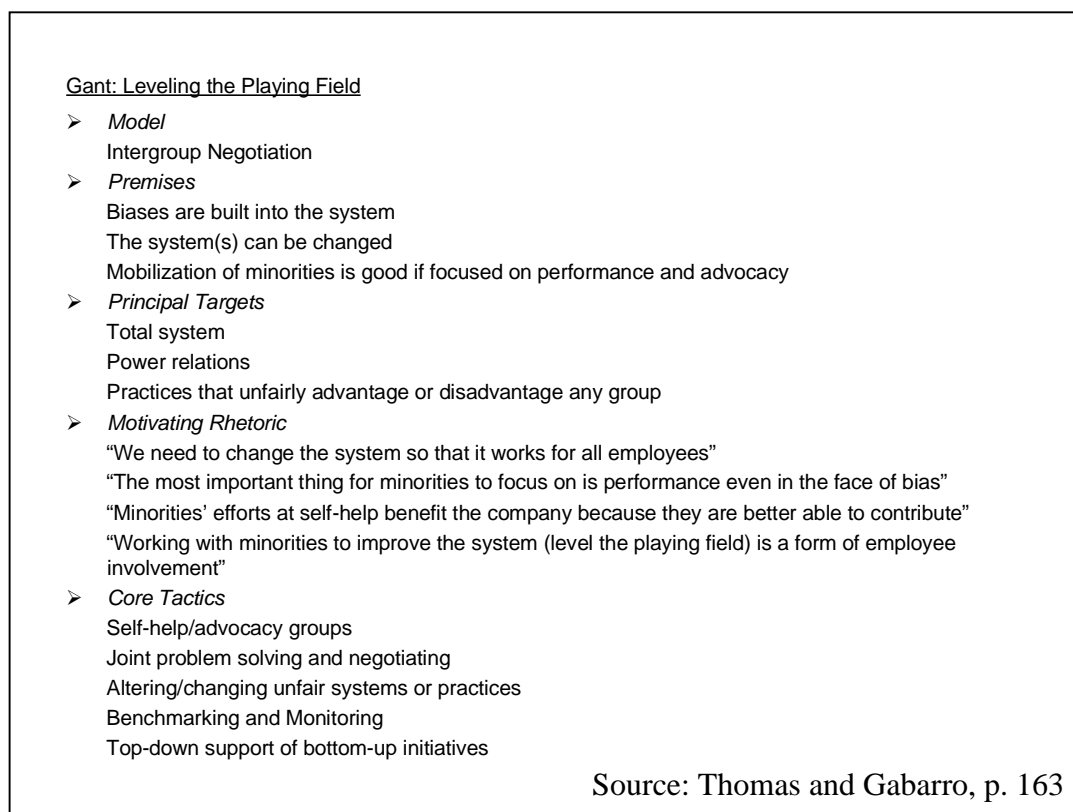 Gant: Leveling the Playing Field
➢ Model
Intergroup Negotiation
➢ Premises
Biases are built into the system
The system(s) can be changed
Mobilization of minorities is good if focused on performance and advocacy
➢ Principal Targets
Total system
Power relations
Practices that unfairly advantage or disadvantage any group
➢ Motivating Rhetoric
“We need to change the system so that it works for all employees”
“The most important thing for minorities to focus on is performance even in the face of bias”
“Minorities’ efforts at self-help benefit the company because they are better able to contribute”
“Working with minorities to improve the system (level the playing field) is a form of employee
involvement”
➢ Core Tactics
Self-help/advocacy groups
Joint problem solving and negotiating
Altering/changing unfair systems or practices
Benchmarking and Monitoring
Top-down support of bottom-up initiatives
Source: Thomas and Gabarro, p. 163